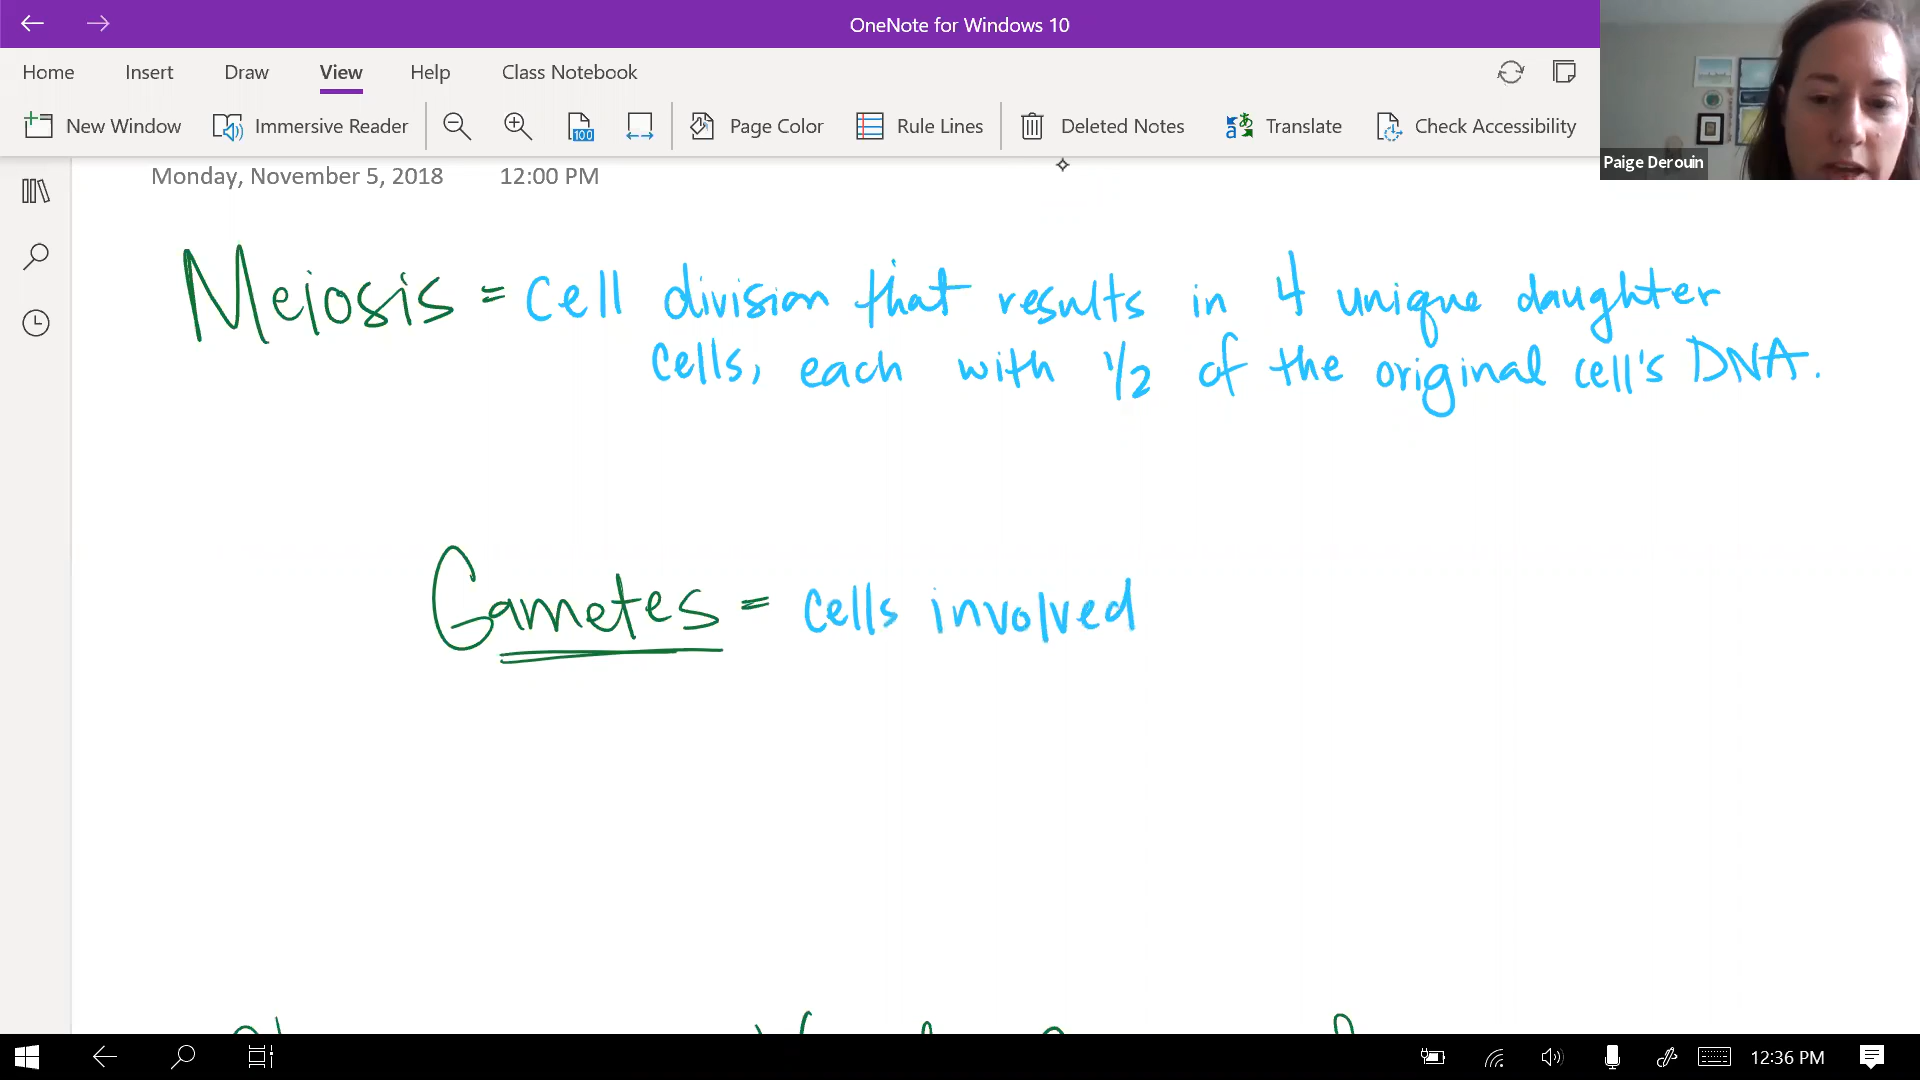 OneNote for Windows 10
Home Insert Draw View Help Class Notebook
New Window Immersive Reader 100 Page Color Rule Lines Deleted Notes Translate Check Accessibility
Paige Derouin
Monday, November 5, 2018 12:00 PM
Meiosis = cell division that results in 4 unique daughter
cells, each with 1/2 of the original cell's DNA.
Gametes = cells involved
12:36 PM